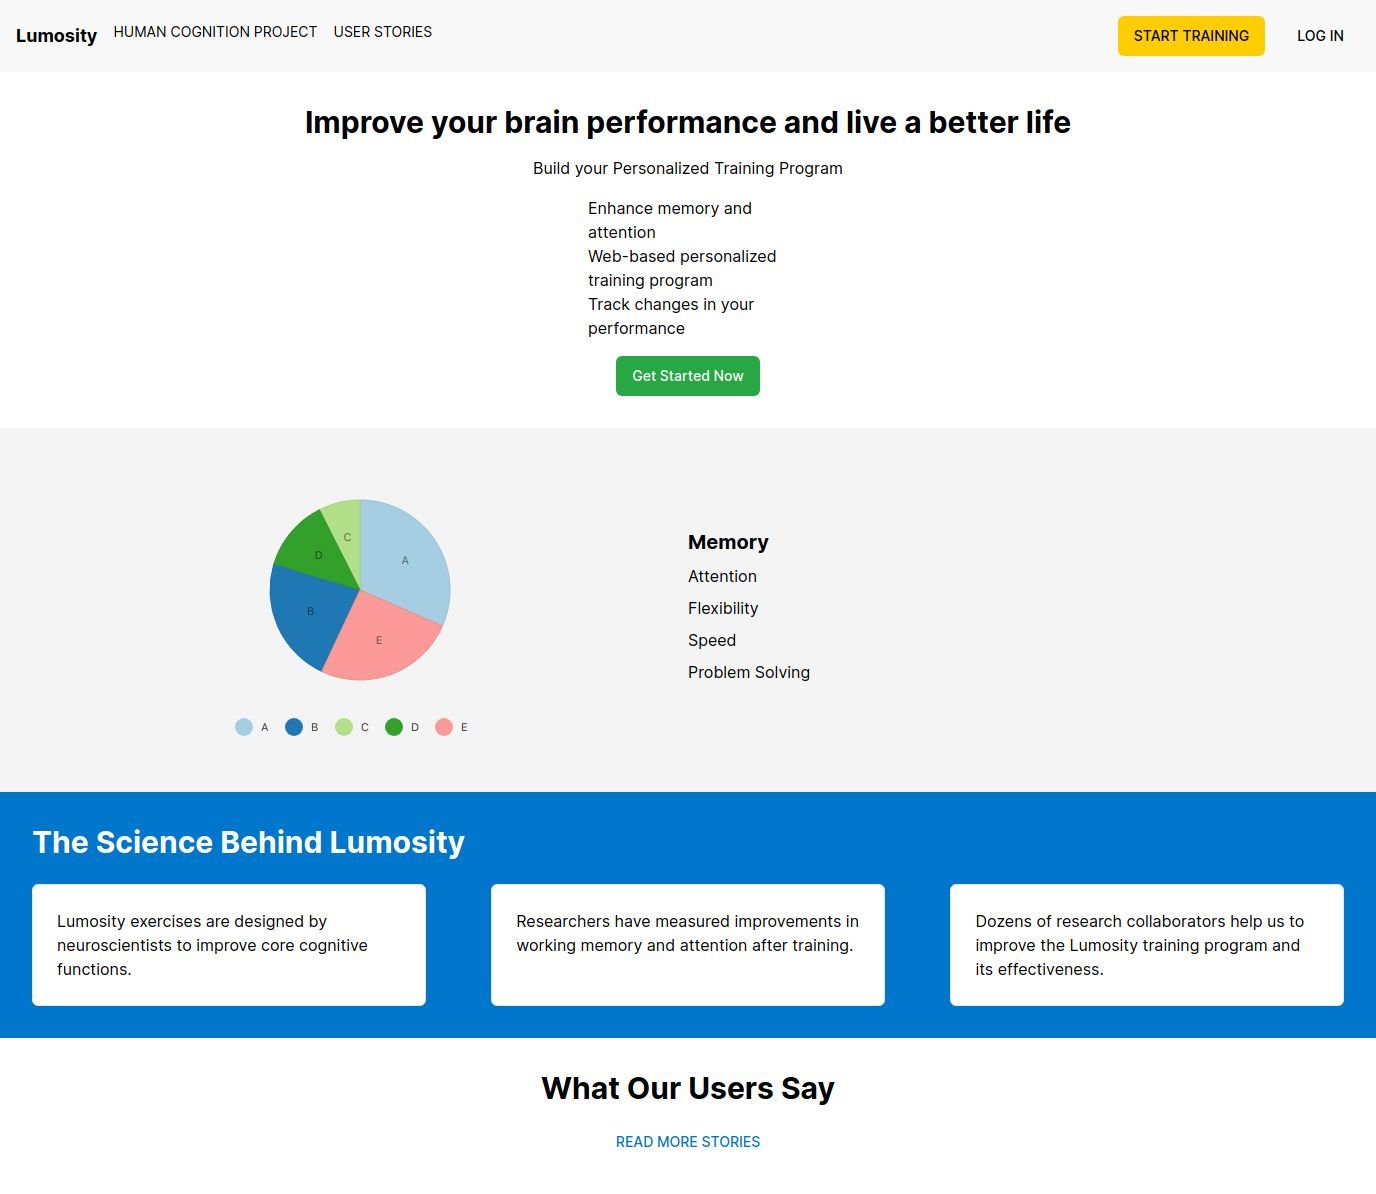 Lumosity HUMAN COGNITION PROJECT USER STORIES START TRAINING LOG IN
Improve your brain performance and live a better life
Build your Personalized Training Program
Enhance memory and
attention
Web-based personalized
training program
Track changes in your
performance
Get Started Now
C
A
D
B
E
A B C D E
Memory
Attention
Flexibility
Speed
Problem Solving
The Science Behind Lumosity
Lumosity exercises are designed by
neuroscientists to improve core cognitive
functions.
Researchers have measured improvements in
working memory and attention after training.
Dozens of research collaborators help us to
improve the Lumosity training program and
its effectiveness.
What Our Users Say
READ MORE STORIES